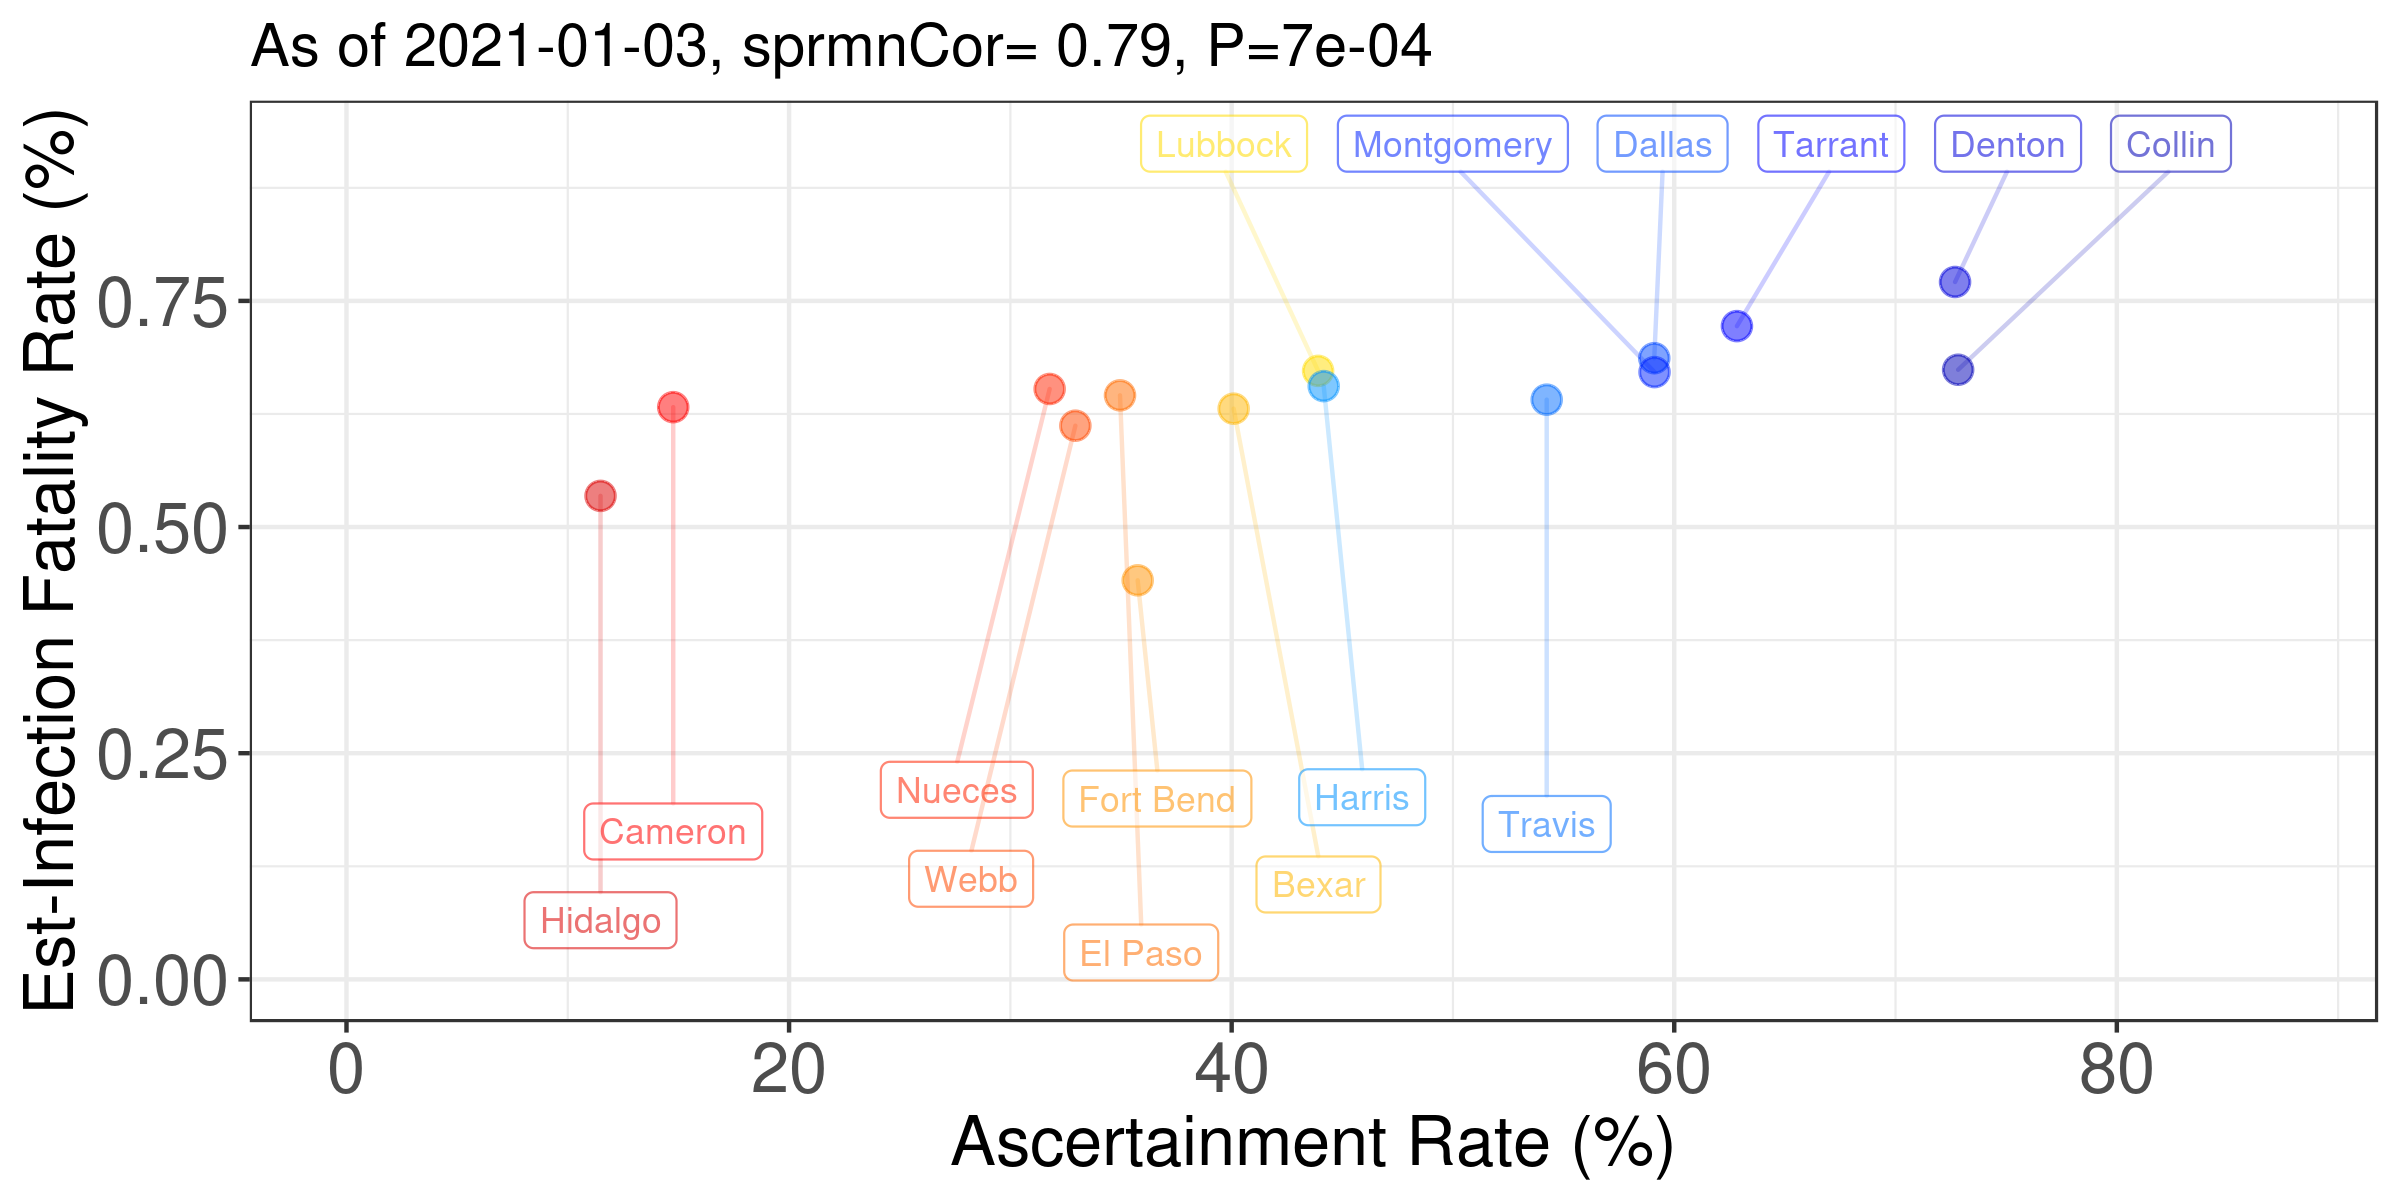 As of 2021-01-03, sprmnCor= 0.79, P=7e-04
Est-Infection Fatality Rate (%)
Lubbock
Montgomery
Dallas
Tarrant
Denton
Collin
0.75
0.50
0.25
0.00
Nueces
Fort Bend
Harris
Travis
Cameron
Webb
Bexar
Hidalgo
El Paso
0
20
40
60
80
Ascertainment Rate (%)